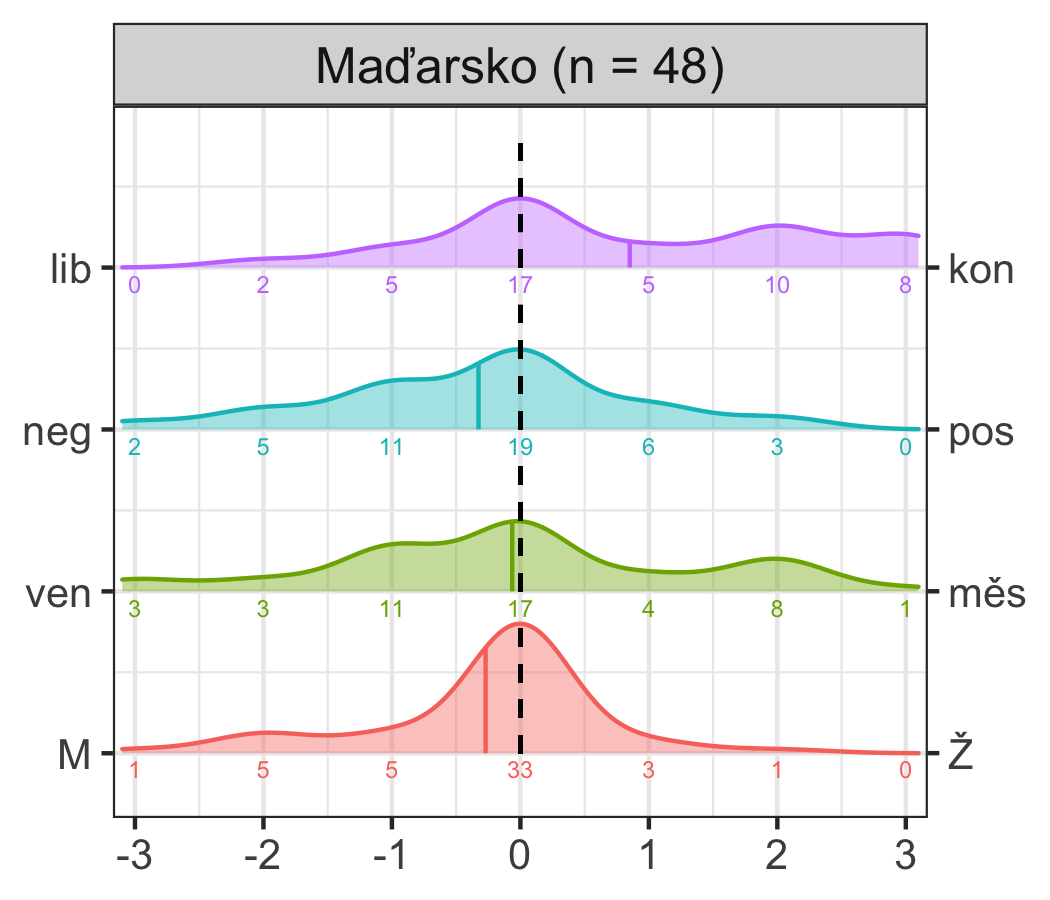 Maďarsko (n = 48)
lib kon
0 2 5 17 5 10 8
neg pos
2 5 11 19 6 3 0
ven měs
3 3 11 17 4 8 1
M Ž
1 5 5 33 3 1 0
-3 -2 -1 0 1 2 3